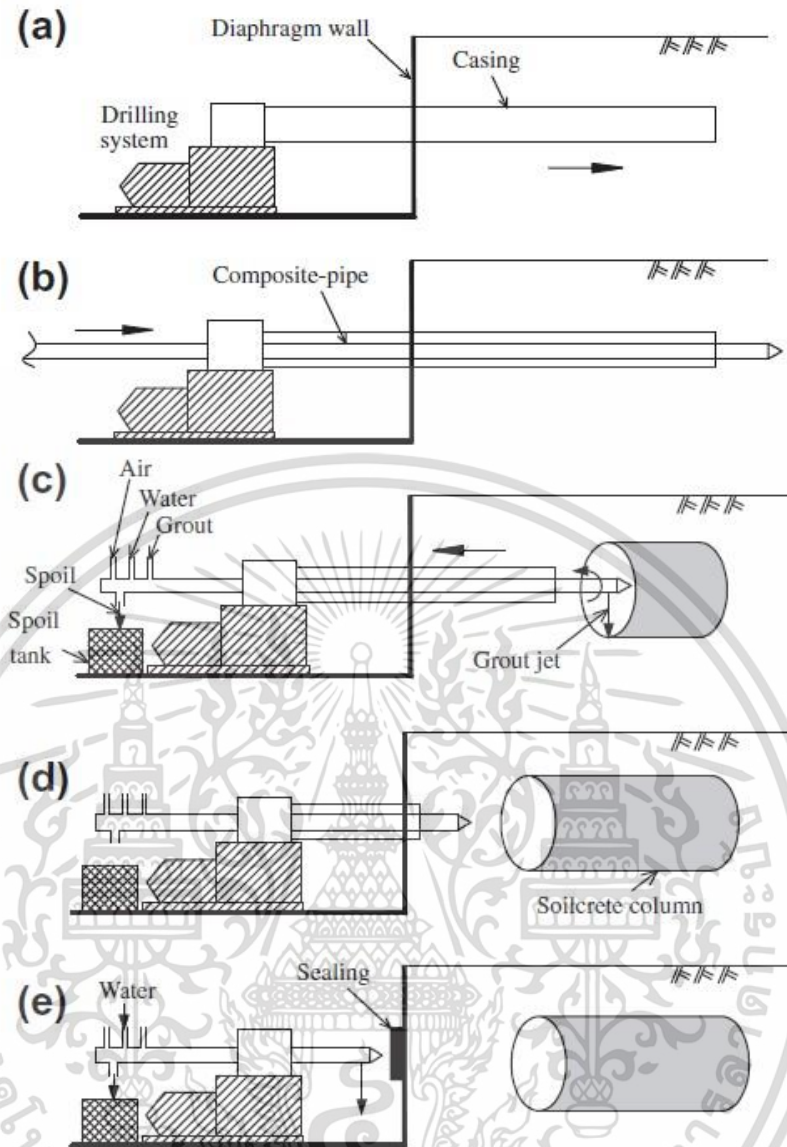 (a)
Diaphragm wall
Casing
Drilling
system
(b)
Composite-pipe
(c)
Air
Water
Grout
Spoil
Spoil
tank
Grout jet
(d)
Soilcrete column
(e)
Water
Sealing